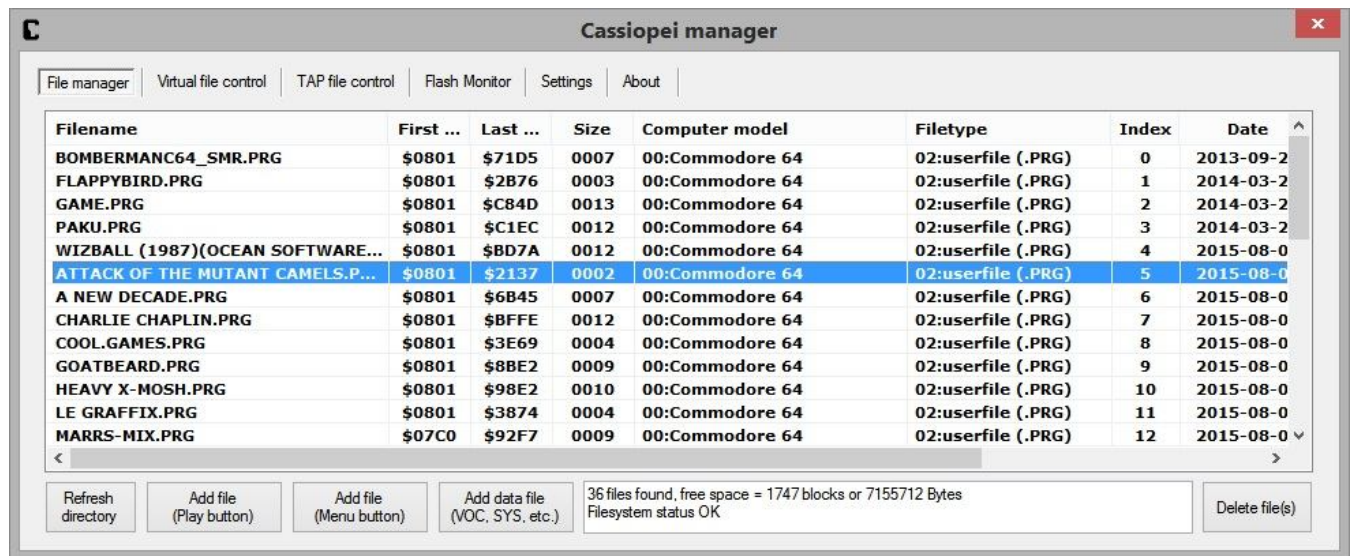 Cassiopei manager
File manager Virtual file control TAP file control Flash Monitor Settings About
Filename First ... Last ... Size Computer model Filetype Index Date
BOMBERMANC64_SMR.PRG $0801 $71D5 0007 00:Commodore 64 02:userfile (.PRG) 0 2013-09-2
FLAPPYBIRD.PRG $0801 $2B76 0003 00:Commodore 64 02:userfile (.PRG) 1 2014-03-2
GAME.PRG $0801 $C84D 0013 00:Commodore 64 02:userfile (.PRG) 2 2014-03-2
PAKU.PRG $0801 $C1EC 0012 00:Commodore 64 02:userfile (.PRG) 3 2014-03-2
WIZBALL (1987)(OCEAN SOFTWARE... $0801 $BD7A 0012 00:Commodore 64 02:userfile (.PRG) 4 2015-08-0
ATTACK OF THE MUTANT CAMELS.P... $0801 $2137 0002 00:Commodore 64 02:userfile (.PRG) 5 2015-08-0
A NEW DECADE.PRG $0801 $6B45 0007 00:Commodore 64 02:userfile (.PRG) 6 2015-08-0
CHARLIE CHAPLIN.PRG $0801 $BFFE 0012 00:Commodore 64 02:userfile (.PRG) 7 2015-08-0
COOL.GAMES.PRG $0801 $3E69 0004 00:Commodore 64 02:userfile (.PRG) 8 2015-08-0
GOATBEARD.PRG $0801 $8BE2 0009 00:Commodore 64 02:userfile (.PRG) 9 2015-08-0
HEAVY X-MOSH.PRG $0801 $98E2 0010 00:Commodore 64 02:userfile (.PRG) 10 2015-08-0
LE GRAFFIX.PRG $0801 $3874 0004 00:Commodore 64 02:userfile (.PRG) 11 2015-08-0
MARRS-MIX.PRG $07C0 $92F7 0009 00:Commodore 64 02:userfile (.PRG) 12 2015-08-0
Refresh directory
Add file (Play button)
Add file (Menu button)
Add data file (VOC, SYS, etc.)
36 files found, free space = 1747 blocks or 7155712 Bytes
Filesystem status OK
Delete file(s)